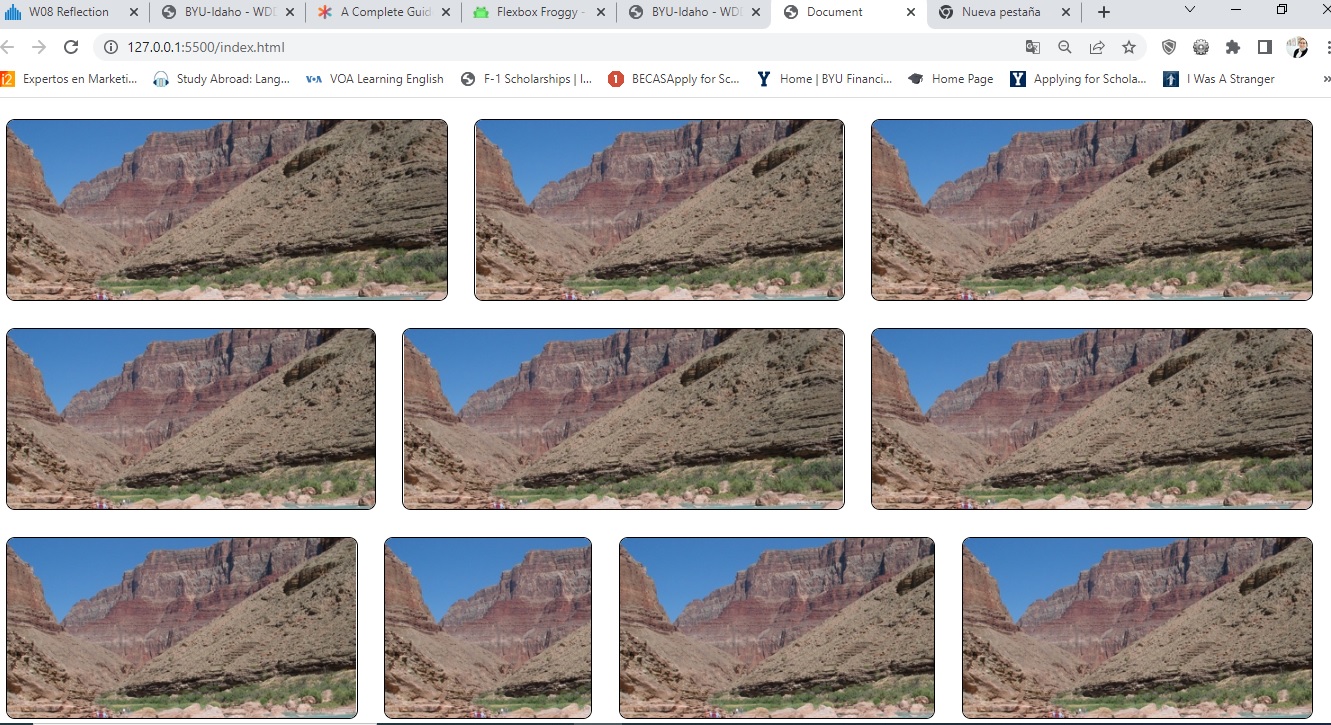 W08 Reflection
BYU-Idaho - WD
A Complete Guid
Flexbox Froggy -
BYU-Idaho - WD
Document
Nueva pestaña
127.0.0.1:5500/index.html
Expertos en Marketi...
Study Abroad: Lang...
VOA
VOA Learning English
F-1 Scholarships | I...
1
BECASApply for Sc...
Y
Home | BYU Financi...
Home Page
Y
Applying for Schola...
I Was A Stranger
»